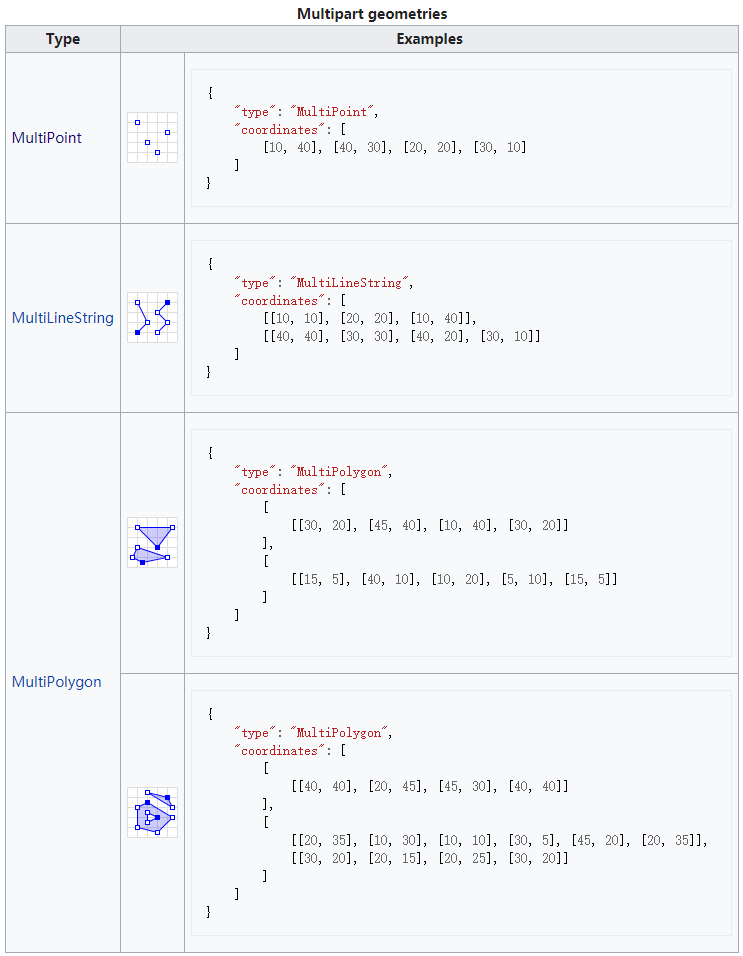 Multipart geometries
Type Examples
MultiPoint
{
    "type": "MultiPoint",
    "coordinates": [
        [10, 40], [40, 30], [20, 20], [30, 10]
    ]
}
MultiLineString
{
    "type": "MultiLineString",
    "coordinates": [
        [[10, 10], [20, 20], [10, 40]],
        [[40, 40], [30, 30], [40, 20], [30, 10]]
    ]
}
MultiPolygon
{
    "type": "MultiPolygon",
    "coordinates": [
        [
            [[30, 20], [45, 40], [10, 40], [30, 20]]
        ],
        [
            [[15, 5], [40, 10], [10, 20], [5, 10], [15, 5]]
        ]
    ]
}
{
    "type": "MultiPolygon",
    "coordinates": [
        [
            [[40, 40], [20, 45], [45, 30], [40, 40]]
        ],
        [
            [[20, 35], [10, 30], [10, 10], [30, 5], [45, 20], [20, 35]],
            [[30, 20], [20, 15], [20, 25], [30, 20]]
        ]
    ]
}